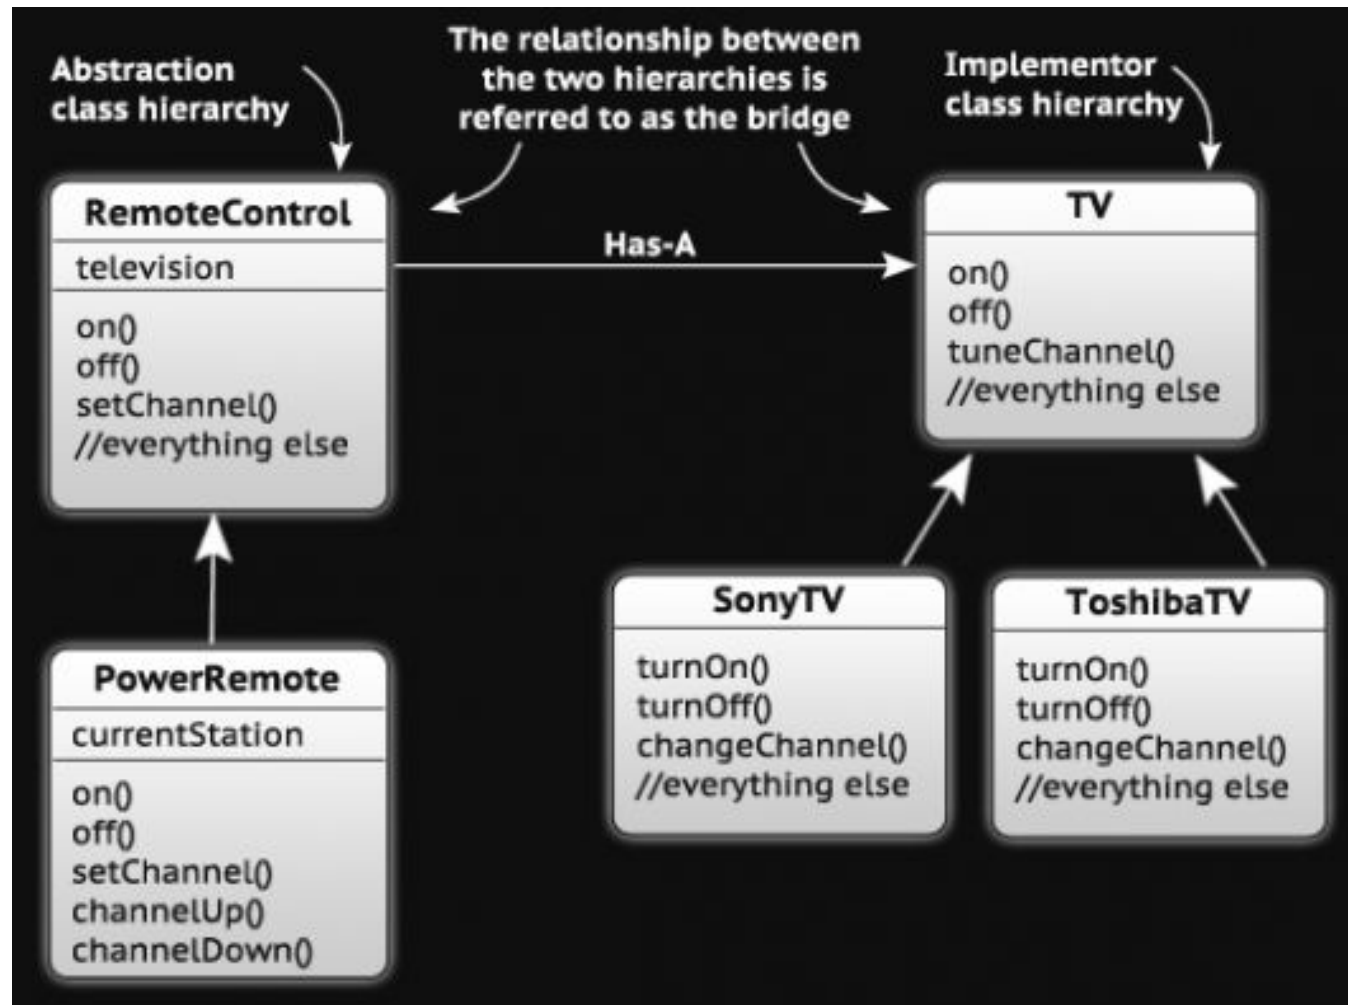 Abstraction
class hierarchy
The relationship between
the two hierarchies is
referred to as the bridge
Implementor
class hierarchy
RemoteControl
television
on()
off()
setChannel()
//everything else
Has-A
TV
on()
off()
tuneChannel()
//everything else
PowerRemote
currentStation
on()
off()
setChannel()
channelUp()
channelDown()
SonyTV
turnOn()
turnOff()
changeChannel()
//everything else
ToshibaTV
turnOn()
turnOff()
changeChannel()
//everything else